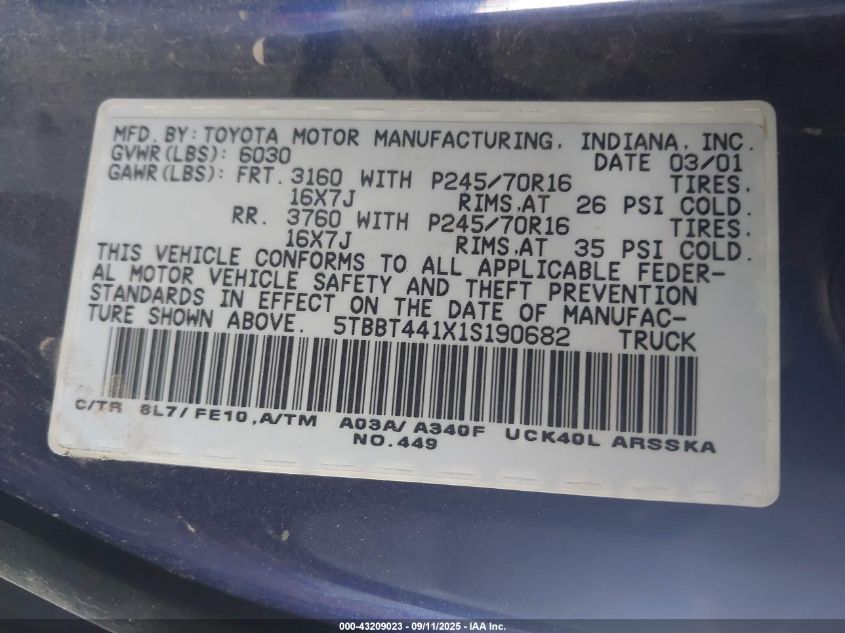 MFD. BY: TOYOTA MOTOR MANUFACTURING, INDIANA, INC.
GVWR(LBS): 6030 DATE 03/01
GAWR(LBS): FRT. 3160 WITH P245/70R16 TIRES,
16X7J RIMS,AT 26 PSI COLD.
RR. 3760 WITH P245/70R16 TIRES,
16X7J RIMS,AT 35 PSI COLD.
THIS VEHICLE CONFORMS TO ALL APPLICABLE FEDER-
AL MOTOR VEHICLE SAFETY AND THEFT PREVENTION
STANDARDS IN EFFECT ON THE DATE OF MANUFAC-
TURE SHOWN ABOVE. 5TBBT441X1S190682 TRUCK
C/TR 8L7/FE10,A/TM A03A/A340F UCK40L ARSSKA
NO.449
000-43209023 - 09/11/2025 - IAA Inc.